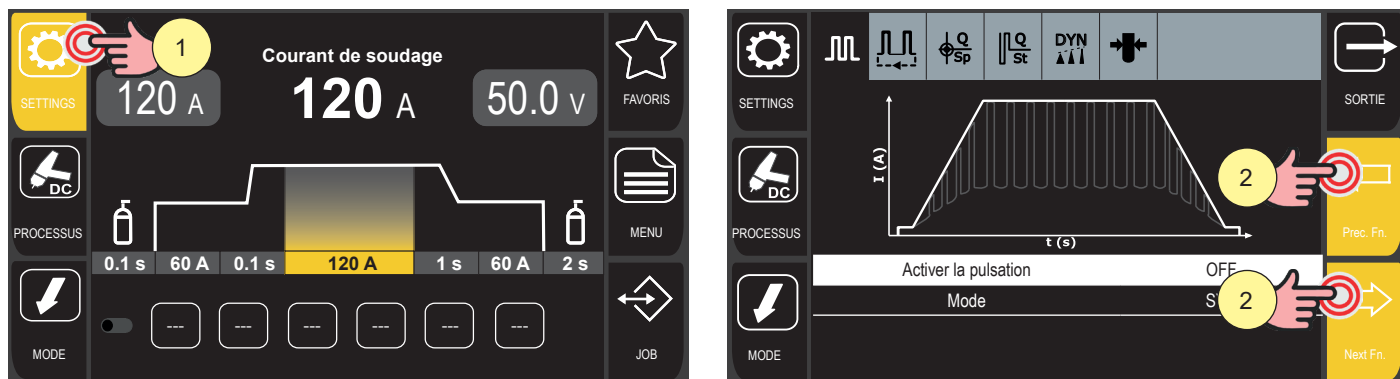 1
SETTINGS
Courant de soudage
120 A
120 A
50.0 V
FAVORIS
DC
PROCESSUS
MENU
0.1 s 60 A 0.1 s 120 A 1 s 60 A 2 s
--- --- --- --- --- ---
MODE
JOB
SETTINGS
Q Sp
Q St
DYN
SORTIE
I (A)
t (s)
2
DC
PROCESSUS
Prec. Fn.
Activer la pulsation OFF
Mode S
2
MODE
Next Fn.